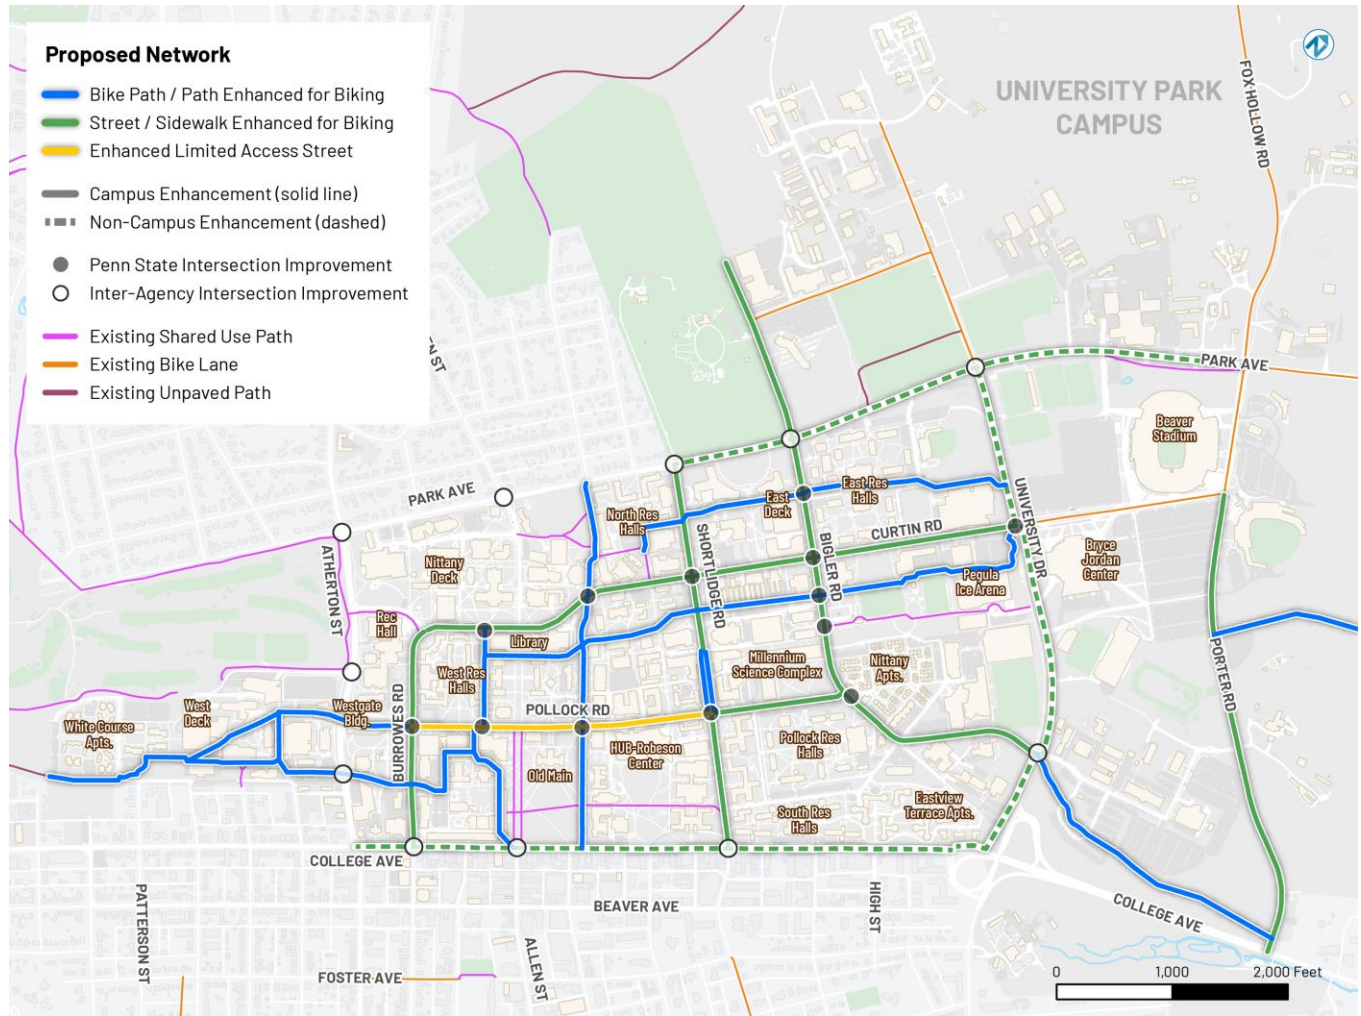 Proposed Network
Bike Path / Path Enhanced for Biking
Street / Sidewalk Enhanced for Biking
Enhanced Limited Access Street
Campus Enhancement (solid line)
Non-Campus Enhancement (dashed)
Penn State Intersection Improvement
Inter-Agency Intersection Improvement
Existing Shared Use Path
Existing Bike Lane
Existing Unpaved Path
UNIVERSITY PARK
CAMPUS
FOX HOLLOW RD
PARK AVE
Beaver
Stadium
PARK AVE
North Res
Halls
East
Deck
East Res
Halls
UNIVERSITY DR
CURTIN RD
SHORTLIDGE RD
BIGLER RD
ATHERTON ST
Nittany
Deck
Bryce
Jordan
Center
Pegula
Ice Arena
Rec
Hall
Library
West Res
Halls
Millennium
Science Complex
Nittany
Apts.
PORTER RD
BURROWES RD
POLLOCK RD
West
Deck
Westgate
Bldg.
White Course
Apts.
Old Main
HUB-Robeson
Center
Pollock Res
Halls
South Res
Halls
Eastview
Terrace Apts.
COLLEGE AVE
COLLEGE AVE
PATTERSON ST
BEAVER AVE
HIGH ST
ALLEN ST
FOSTER AVE
0 1,000 2,000 Feet